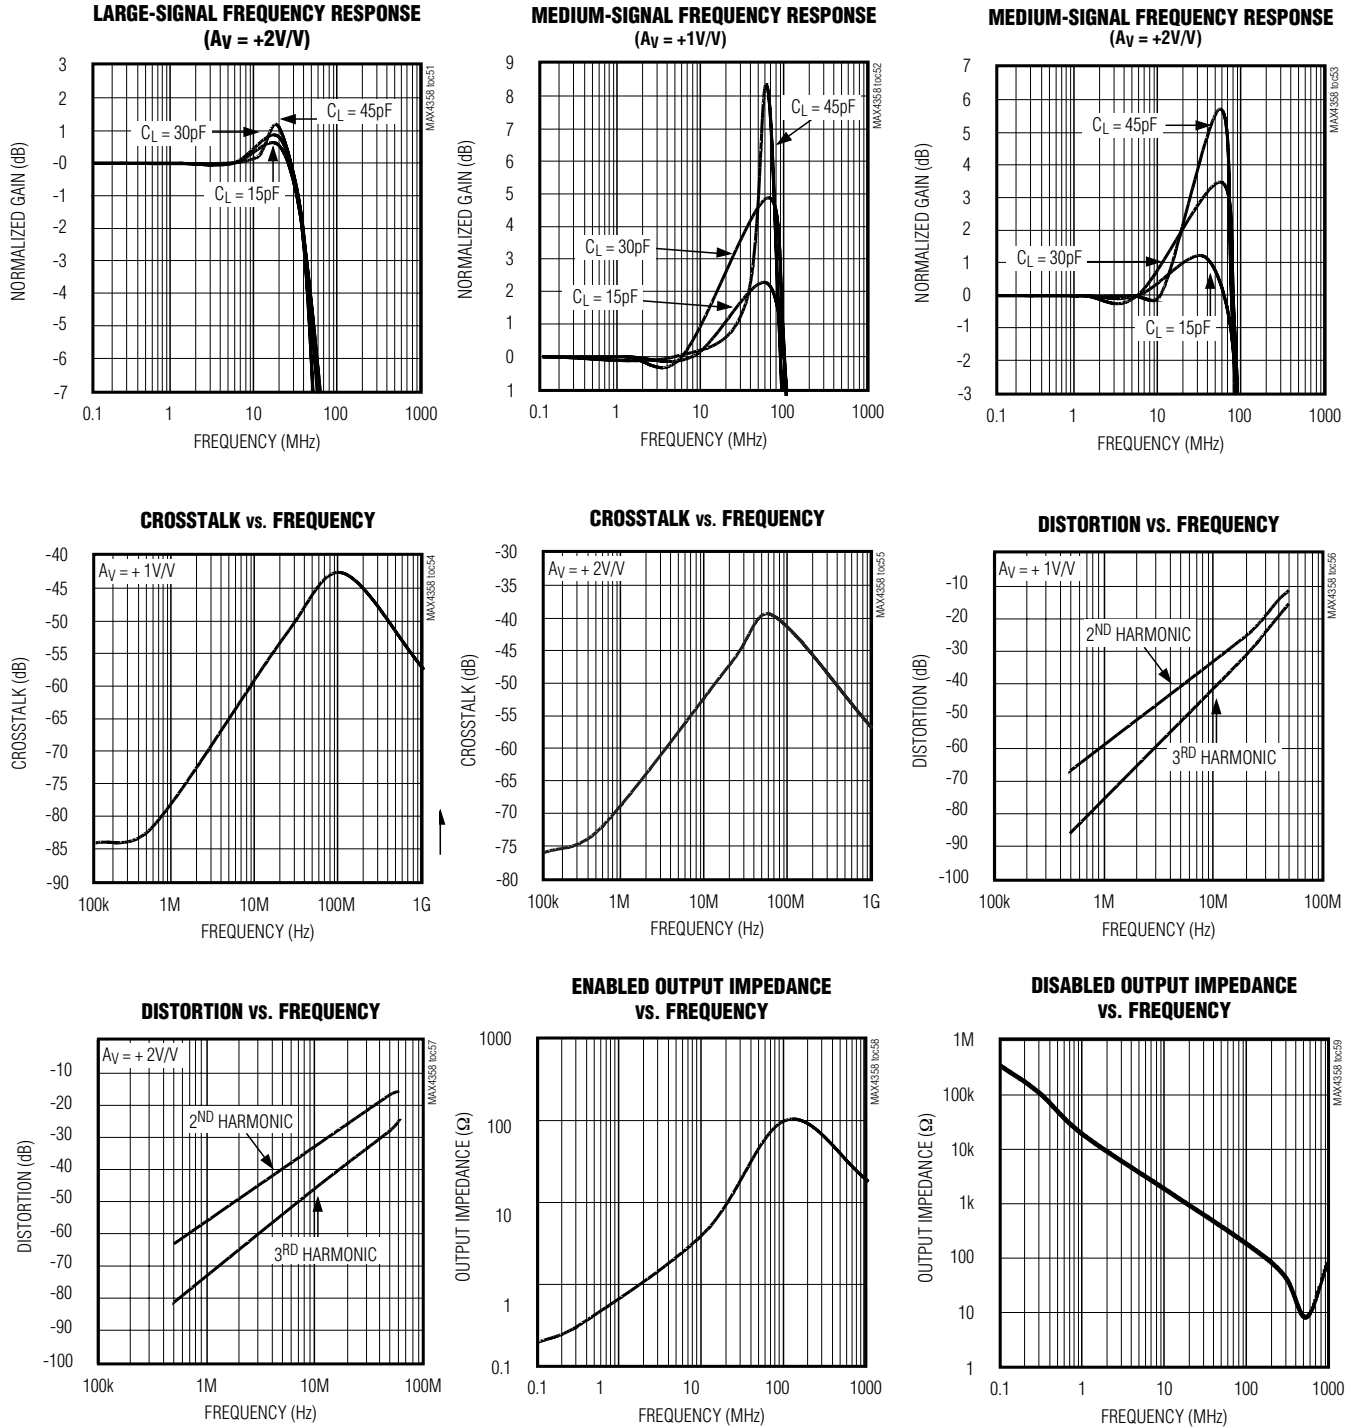 LARGE-SIGNAL FREQUENCY RESPONSE
(AV = +2V/V)
3
2
1
-0
-1
-2
-3
-4
-5
-6
-7
NORMALIZED GAIN (dB)
CL = 45pF
CL = 30pF
CL = 15pF
MAX4358 toc51
0.1
1
10
100
1000
FREQUENCY (MHz)
MEDIUM-SIGNAL FREQUENCY RESPONSE
(AV = +1V/V)
9
8
7
6
5
4
3
2
1
0
1
NORMALIZED GAIN (dB)
CL = 45pF
CL = 30pF
CL = 15pF
MAX4358 toc52
0.1
1
10
100
1000
FREQUENCY (MHz)
MEDIUM-SIGNAL FREQUENCY RESPONSE
(AV = +2V/V)
7
6
5
4
3
2
1
0
-1
-2
-3
NORMALIZED GAIN (dB)
CL = 45pF
CL = 30pF
CL = 15pF
MAX4358 toc53
0.1
1
10
100
1000
FREQUENCY (MHz)
CROSSTALK vs. FREQUENCY
-40
-45
-50
-55
-60
-65
-70
-75
-80
-85
-90
CROSSTALK (dB)
AV = + 1V/V
MAX4358 toc54
100k
1M
10M
100M
1G
FREQUENCY (Hz)
CROSSTALK vs. FREQUENCY
-30
-35
-40
-45
-50
-55
-60
-65
-70
-75
-80
CROSSTALK (dB)
AV = + 2V/V
MAX4358 toc55
100k
1M
10M
100M
1G
FREQUENCY (Hz)
DISTORTION vs. FREQUENCY
-10
-20
-30
-40
-50
-60
-70
-80
-90
-100
DISTORTION (dB)
AV = + 1V/V
2ND HARMONIC
3RD HARMONIC
MAX4358 toc56
100k
1M
10M
100M
FREQUENCY (Hz)
DISTORTION vs. FREQUENCY
-10
-20
-30
-40
-50
-60
-70
-80
-90
-100
DISTORTION (dB)
AV = + 2V/V
2ND HARMONIC
3RD HARMONIC
MAX4358 toc57
100k
1M
10M
100M
FREQUENCY (Hz)
ENABLED OUTPUT IMPEDANCE
vs. FREQUENCY
1000
100
10
1
0.1
OUTPUT IMPEDANCE (Ω)
MAX4358 toc58
0.1
1
10
100
1000
FREQUENCY (MHz)
DISABLED OUTPUT IMPEDANCE
vs. FREQUENCY
1M
100k
10k
1k
100
10
1
OUTPUT IMPEDANCE (Ω)
MAX4358 toc59
0.1
1
10
100
1000
FREQUENCY (MHz)